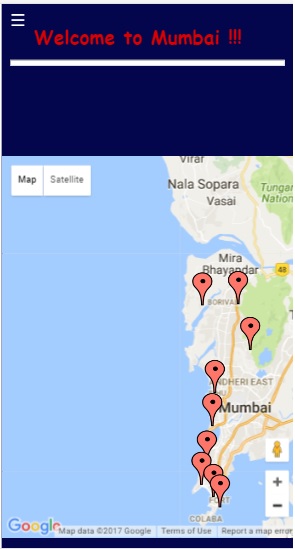 Welcome to Mumbai !!!
Map Satellite
Virar
Nala Sopara
Vasai
Tungar
Nation
Mira
Bhayandar
48
BORIVALI
ANDHERI EAST
Mumbai
FORT
COLABA
Google
Map data ©2017 Google Terms of Use Report a map error